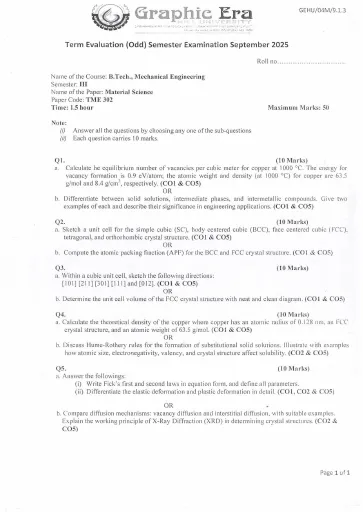 GEHU/04M/9.1.3
Graphic Era
Term Evaluation (Odd) Semester Examination September 2025
Roll no.................................
Name of the Course: B.Tech., Mechanical Engineering
Semester: III
Name of the Paper: Material Science
Paper Code: TME 302
Time: 1.5 hour Maximum Marks: 50
Note:
(i) Answer all the questions by choosing any one of the sub-questions
(ii) Each question carries 10 marks.
Q1. (10 Marks)
a. Calculate he equilibrium number of vacancies per cubic meter for copper at 1000 °C. The energy for
vacancy formation is 0.9 eV/atom; the atomic weight and density (at 1000 °C) for copper are 63.5
g/mol and 8.4 g/cm³, respectively. (CO1 & CO5)
OR
b. Differentiate between solid solutions, intermediate phases, and intermetallic compounds. Give two
examples of each and describe their significance in engineering applications. (CO1 & CO5)
Q2. (10 Marks)
a. Sketch a unit cell for the simple cubic (SC), body centered cubic (BCC), face centered cubic (FCC),
tetragonal, and orthorhombic crystal structure. (CO1 & CO5)
OR
b. Compute the atomic packing fraction (APF) for the BCC and FCC crystal structure. (CO1 & CO5)
Q3. (10 Marks)
a. Within a cubic unit cell, sketch the following directions:
[101] [211] [301] [111] and [012]. (CO1 & CO5)
OR
b. Determine the unit cell volume of the FCC crystal structure with neat and clean diagram. (CO1 & CO5)
Q4. (10 Marks)
a. Calculate the theoretical density of the copper whom copper has an atomic radius of 0.128 nm, an FCC
crystal structure, and an atomic weight of 63.5 g/mol. (CO1 & CO5)
OR
b. Discuss Hume-Rothery rules for the formation of substitutional solid solutions. Illustrate with examples
how atomic size, electronegativity, valency, and crystal structure affect solubility. (CO2 & CO5)
Q5. (10 Marks)
a. Answer the followings:
(i) Write Fick's first and second laws in equation form, and define all parameters.
(ii) Differentiate the elastic deformation and plastic deformation in detail. (CO1, CO2 & CO5)
OR
b. Compare diffusion mechanisms: vacancy diffusion and interstitial diffusion, with suitable examples.
Explain the working principle of X-Ray Diffraction (XRD) in determining crystal structures. (CO2 &
CO5)
Page 1 of 1